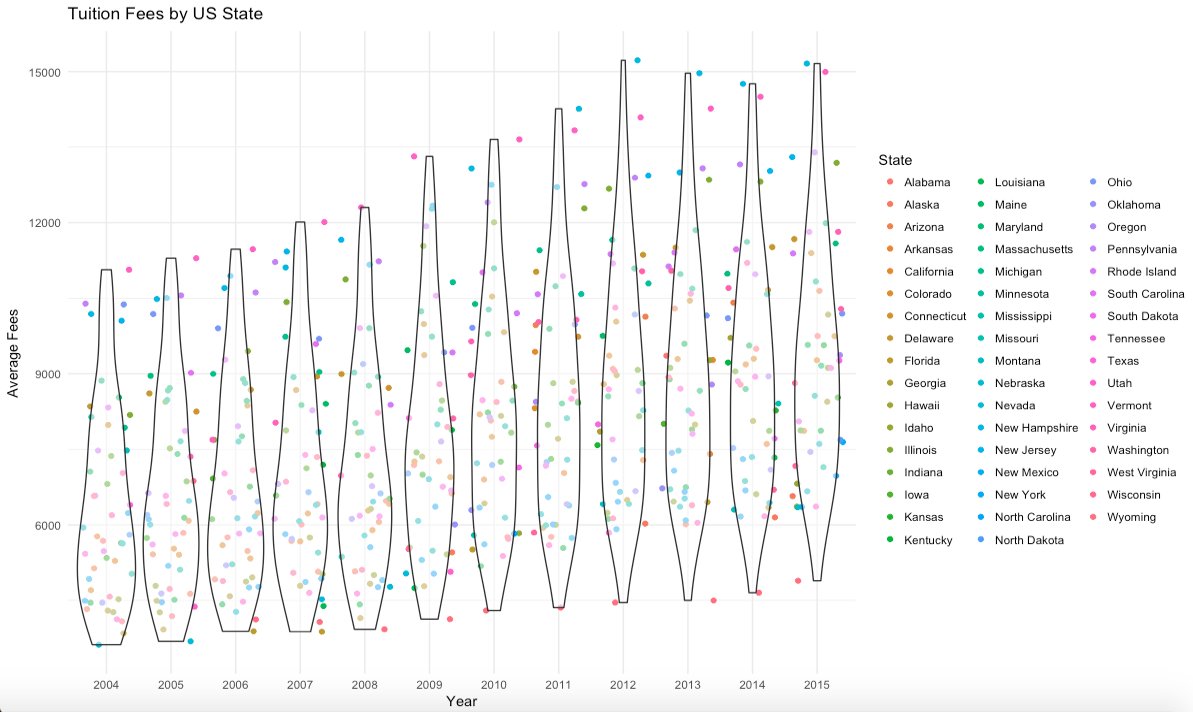 Tuition Fees by US State
Average Fees
15000
12000
9000
6000
2004 2005 2006 2007 2008 2009 2010 2011 2012 2013 2014 2015
Year
State
Alabama
Alaska
Arizona
Arkansas
California
Colorado
Connecticut
Delaware
Florida
Georgia
Hawaii
Idaho
Illinois
Indiana
Iowa
Kansas
Kentucky
Louisiana
Maine
Maryland
Massachusetts
Michigan
Minnesota
Mississippi
Missouri
Montana
Nebraska
Nevada
New Hampshire
New Jersey
New Mexico
New York
North Carolina
North Dakota
Ohio
Oklahoma
Oregon
Pennsylvania
Rhode Island
South Carolina
South Dakota
Tennessee
Texas
Utah
Vermont
Virginia
Washington
West Virginia
Wisconsin
Wyoming